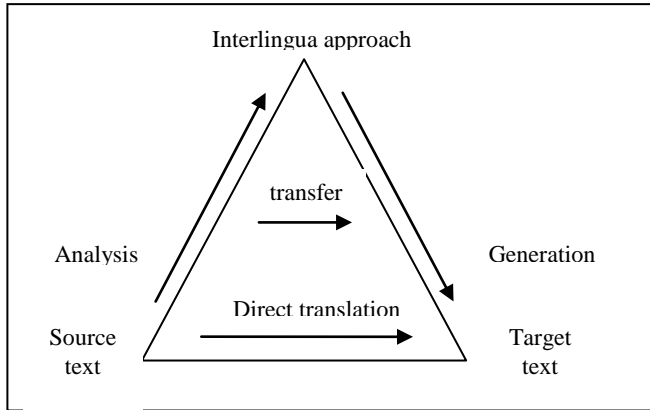 Interlingua approach
transfer
Analysis
Generation
Direct translation
Source
text
Target
text